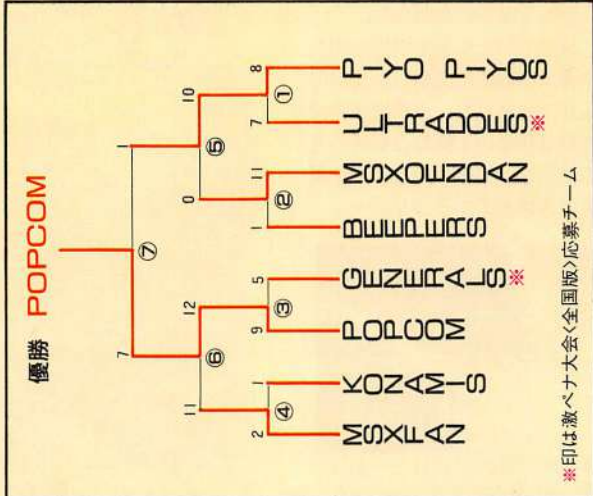 優勝 POPCOM
⑦
1
7
⑤
⑥
10
0
12
11
①
②
③
④
8
7
11
1
5
9
1
2
PIYO PIYOS
ULTRADOES※
MSXOENDAN
BEEPERS
GENERALS※
POPCOM
KONAMIS
MSXFAN
※印は激ペナ大会<全国版>応募チーム